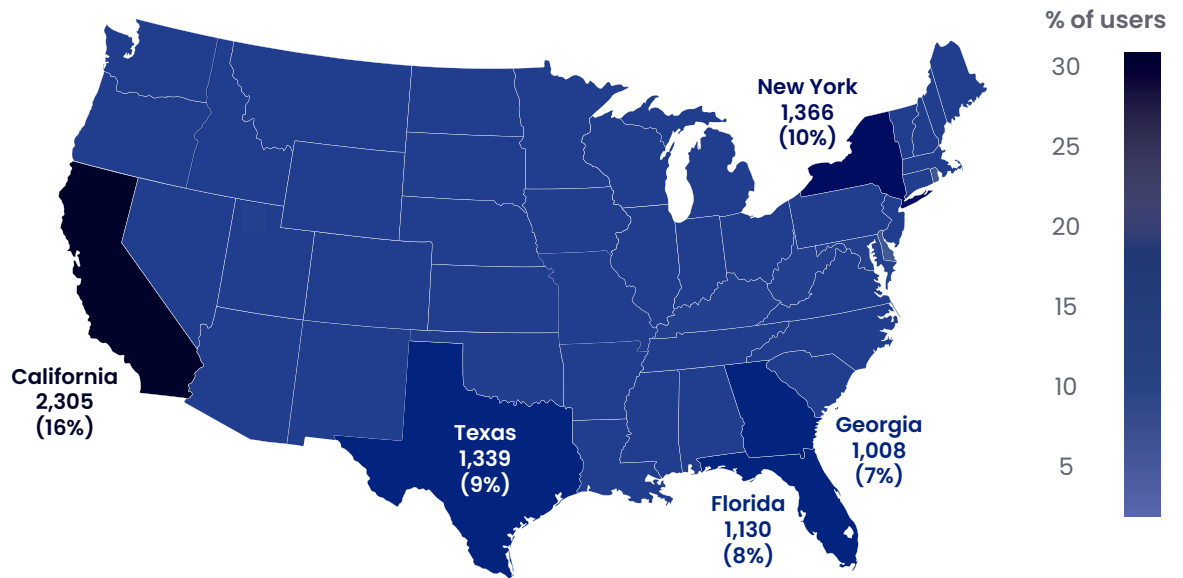 % of users
30
25
20
15
10
5
New York
1,366
(10%)
California
2,305
(16%)
Texas
1,339
(9%)
Georgia
1,008
(7%)
Florida
1,130
(8%)